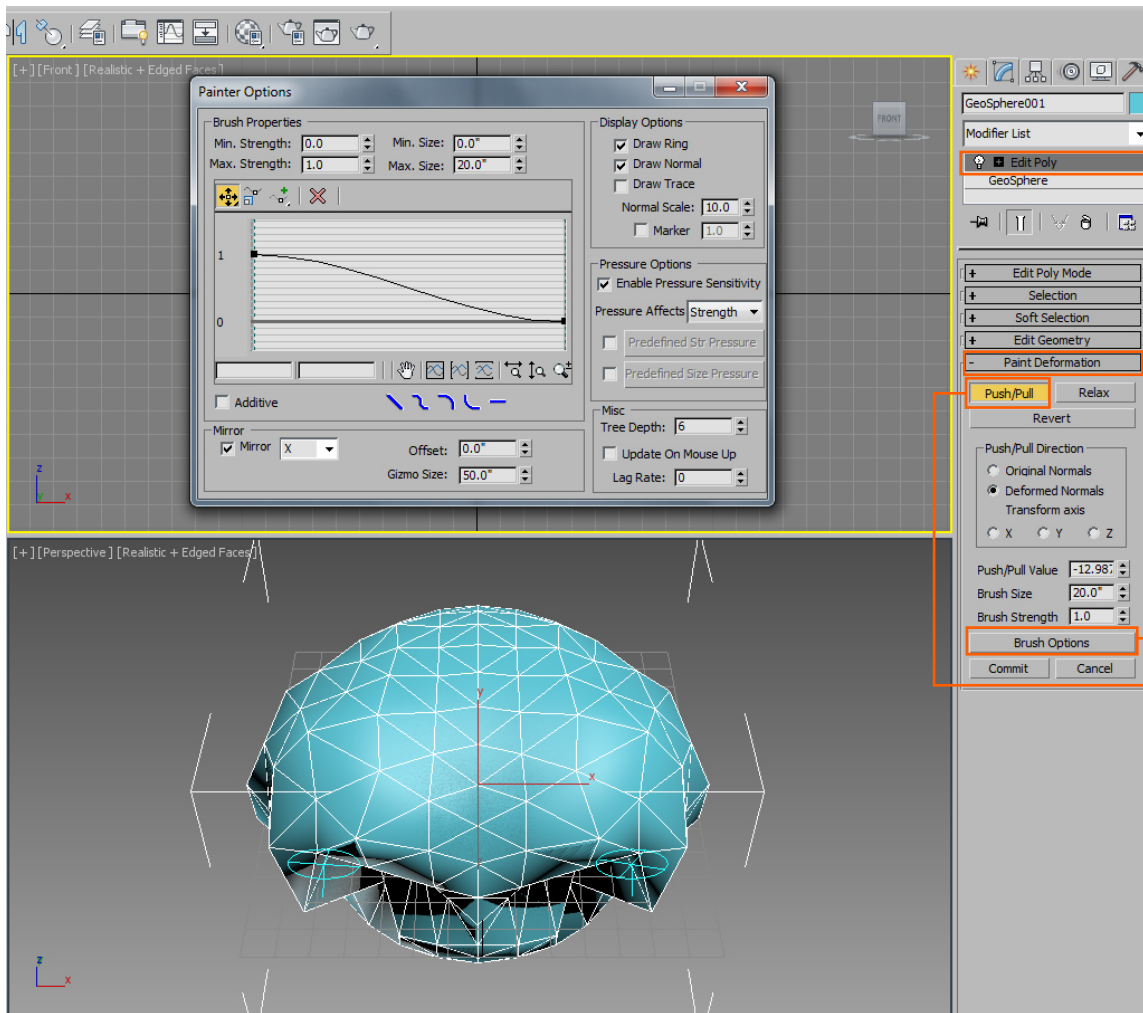 [+] [Front ] [Realistic + Edged Faces ]
FRONT
z
y
x
Painter Options
Brush Properties
Min. Strength: 0.0 Min. Size: 0.0"
Max. Strength: 1.0 Max. Size: 20.0"
1
0
Additive
Mirror
Mirror X Offset: 0.0"
Gizmo Size: 50.0"
Display Options
Draw Ring
Draw Normal
Draw Trace
Normal Scale: 10.0
Marker 1.0
Pressure Options
Enable Pressure Sensitivity
Pressure Affects Strength
Predefined Str Pressure
Predefined Size Pressure
Misc
Tree Depth: 6
Update On Mouse Up
Lag Rate: 0
[+] [Perspective ] [Realistic + Edged Faces]
y
x
z
x
GeoSphere001
Modifier List
Edit Poly
GeoSphere
+ Edit Poly Mode
+ Selection
+ Soft Selection
+ Edit Geometry
- Paint Deformation
Push/Pull Relax
Revert
Push/Pull Direction
Original Normals
Deformed Normals
Transform axis
X Y Z
Push/Pull Value -12.987
Brush Size 20.0"
Brush Strength 1.0
Brush Options
Commit Cancel